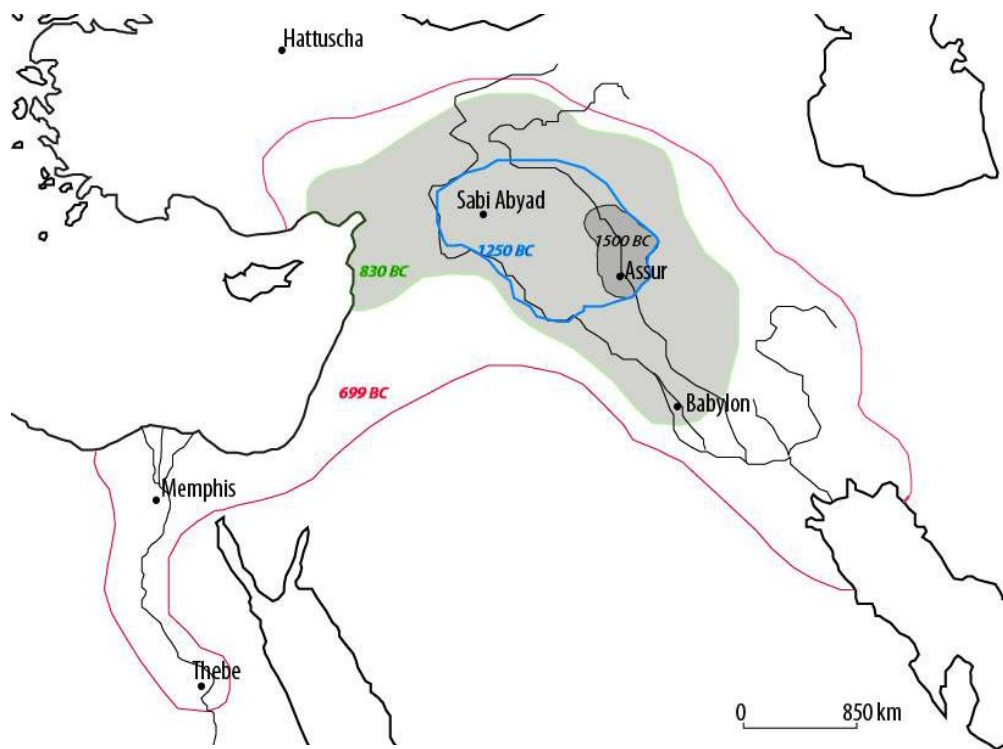 Hattuscha
Sabi Abyad
1500 BC
1250 BC
830 BC
Assur
699 BC
Babylon
Memphis
Thebe
0 850 km